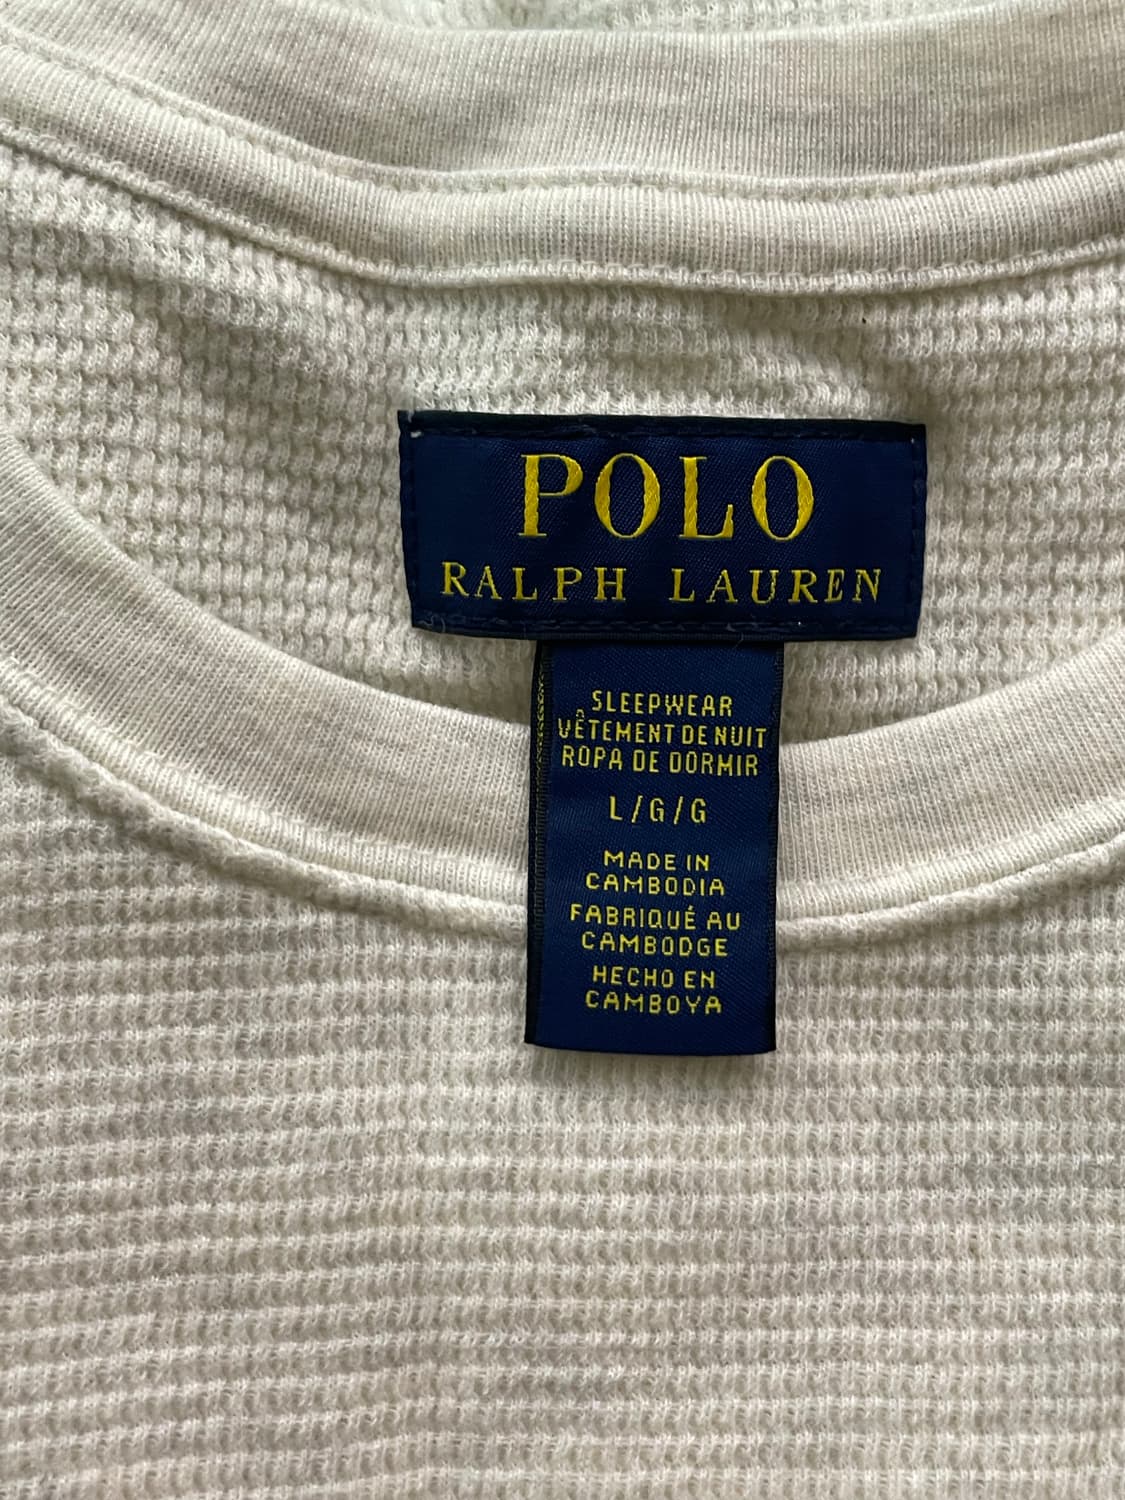 POLO
RALPH LAUREN
SLEEPWEAR
VÊTEMENT DE NUIT
ROPA DE DORMIR
L/G/G
MADE IN
CAMBODIA
FABRIQUÉ AU
CAMBODGE
HECHO EN
CAMBOYA